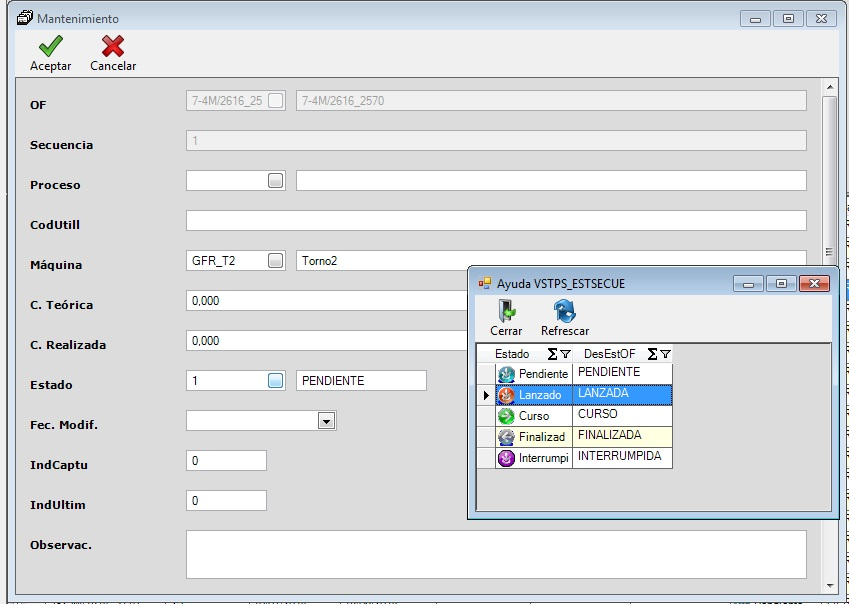 Mantenimiento
Aceptar Cancelar
OF 7-4M/2616_25 7-4M/2616_2570
Secuencia 1
Proceso
CodUtill
Máquina GFR_T2 Torno2
C. Teórica 0,000
C. Realizada 0,000
Estado 1 PENDIENTE
Fec. Modif.
IndCaptu 0
IndUltim 0
Observac.
Ayuda VSTPS_ESTSECUE
Cerrar Refrescar
Estado Σ DesEstOF Σ
Pendiente PENDIENTE
Lanzado LANZADA
Curso CURSO
Finalizad FINALIZADA
Interrumpi INTERRUMPIDA